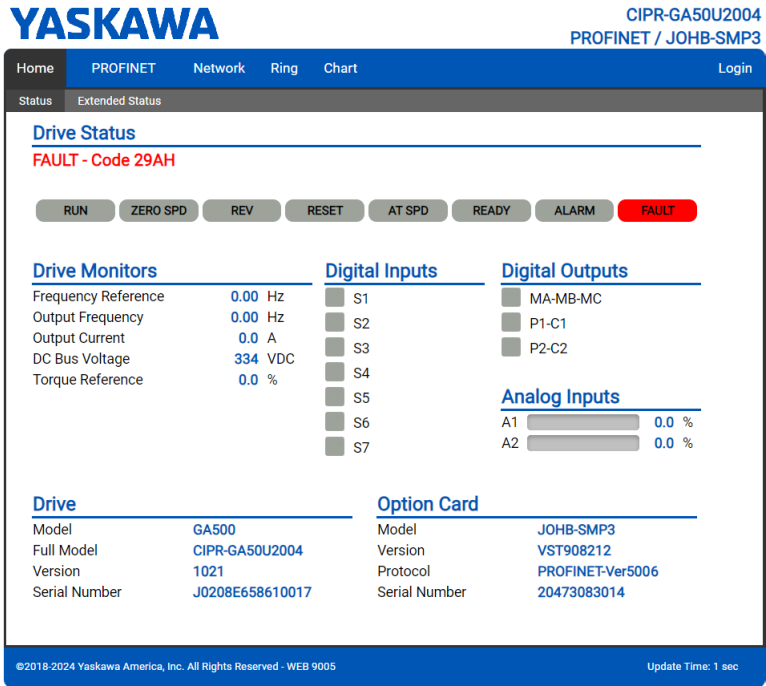 YASKAWA
CIPR-GA50U2004
PROFINET / JOHB-SMP3
Home PROFINET Network Ring Chart Login
Status Extended Status
Drive Status
FAULT - Code 29AH
RUN ZERO SPD REV RESET AT SPD READY ALARM FAULT
Drive Monitors
Frequency Reference 0.00 Hz
Output Frequency 0.00 Hz
Output Current 0.0 A
DC Bus Voltage 334 VDC
Torque Reference 0.0 %
Digital Inputs
S1
S2
S3
S4
S5
S6
S7
Digital Outputs
MA-MB-MC
P1-C1
P2-C2
Analog Inputs
A1 0.0 %
A2 0.0 %
Drive
Model GA500
Full Model CIPR-GA50U2004
Version 1021
Serial Number J0208E658610017
Option Card
Model JOHB-SMP3
Version VST908212
Protocol PROFINET-Ver5006
Serial Number 20473083014
©2018-2024 Yaskawa America, Inc. All Rights Reserved - WEB 9005
Update Time: 1 sec